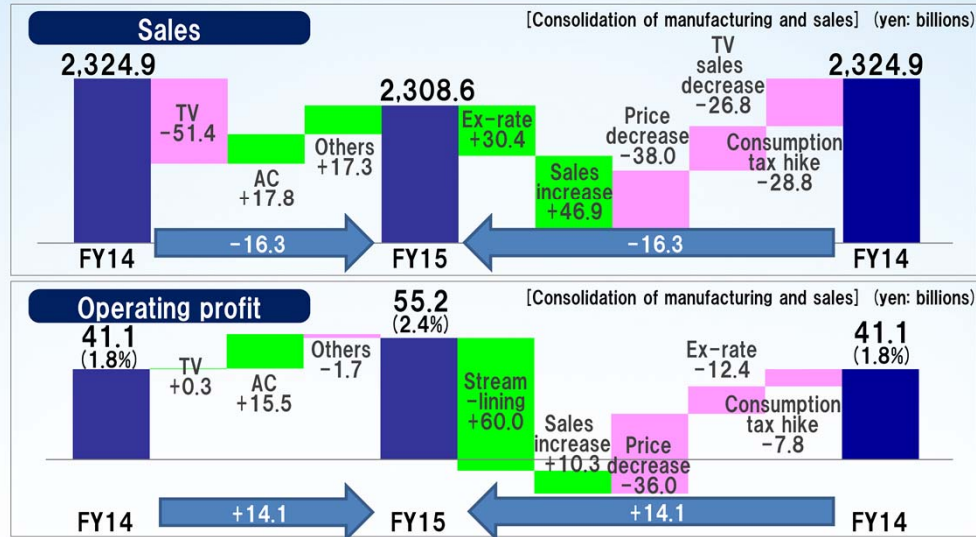 Sales
[Consolidation of manufacturing and sales] (yen: billions)
2,324.9
TV
-51.4
AC
+17.8
Others
+17.3
2,308.6
Ex-rate
+30.4
Sales
increase
+46.9
Price
decrease
-38.0
TV
sales
decrease
-26.8
Consumption
tax hike
-28.8
2,324.9
FY14
-16.3
FY15
-16.3
FY14
Operating profit
[Consolidation of manufacturing and sales] (yen: billions)
41.1
(1.8%)
TV
+0.3
AC
+15.5
Others
-1.7
55.2
(2.4%)
Stream
-lining
+60.0
Sales
increase
+10.3
Price
decrease
-36.0
Ex-rate
-12.4
Consumption
tax hike
-7.8
41.1
(1.8%)
FY14
+14.1
FY15
+14.1
FY14